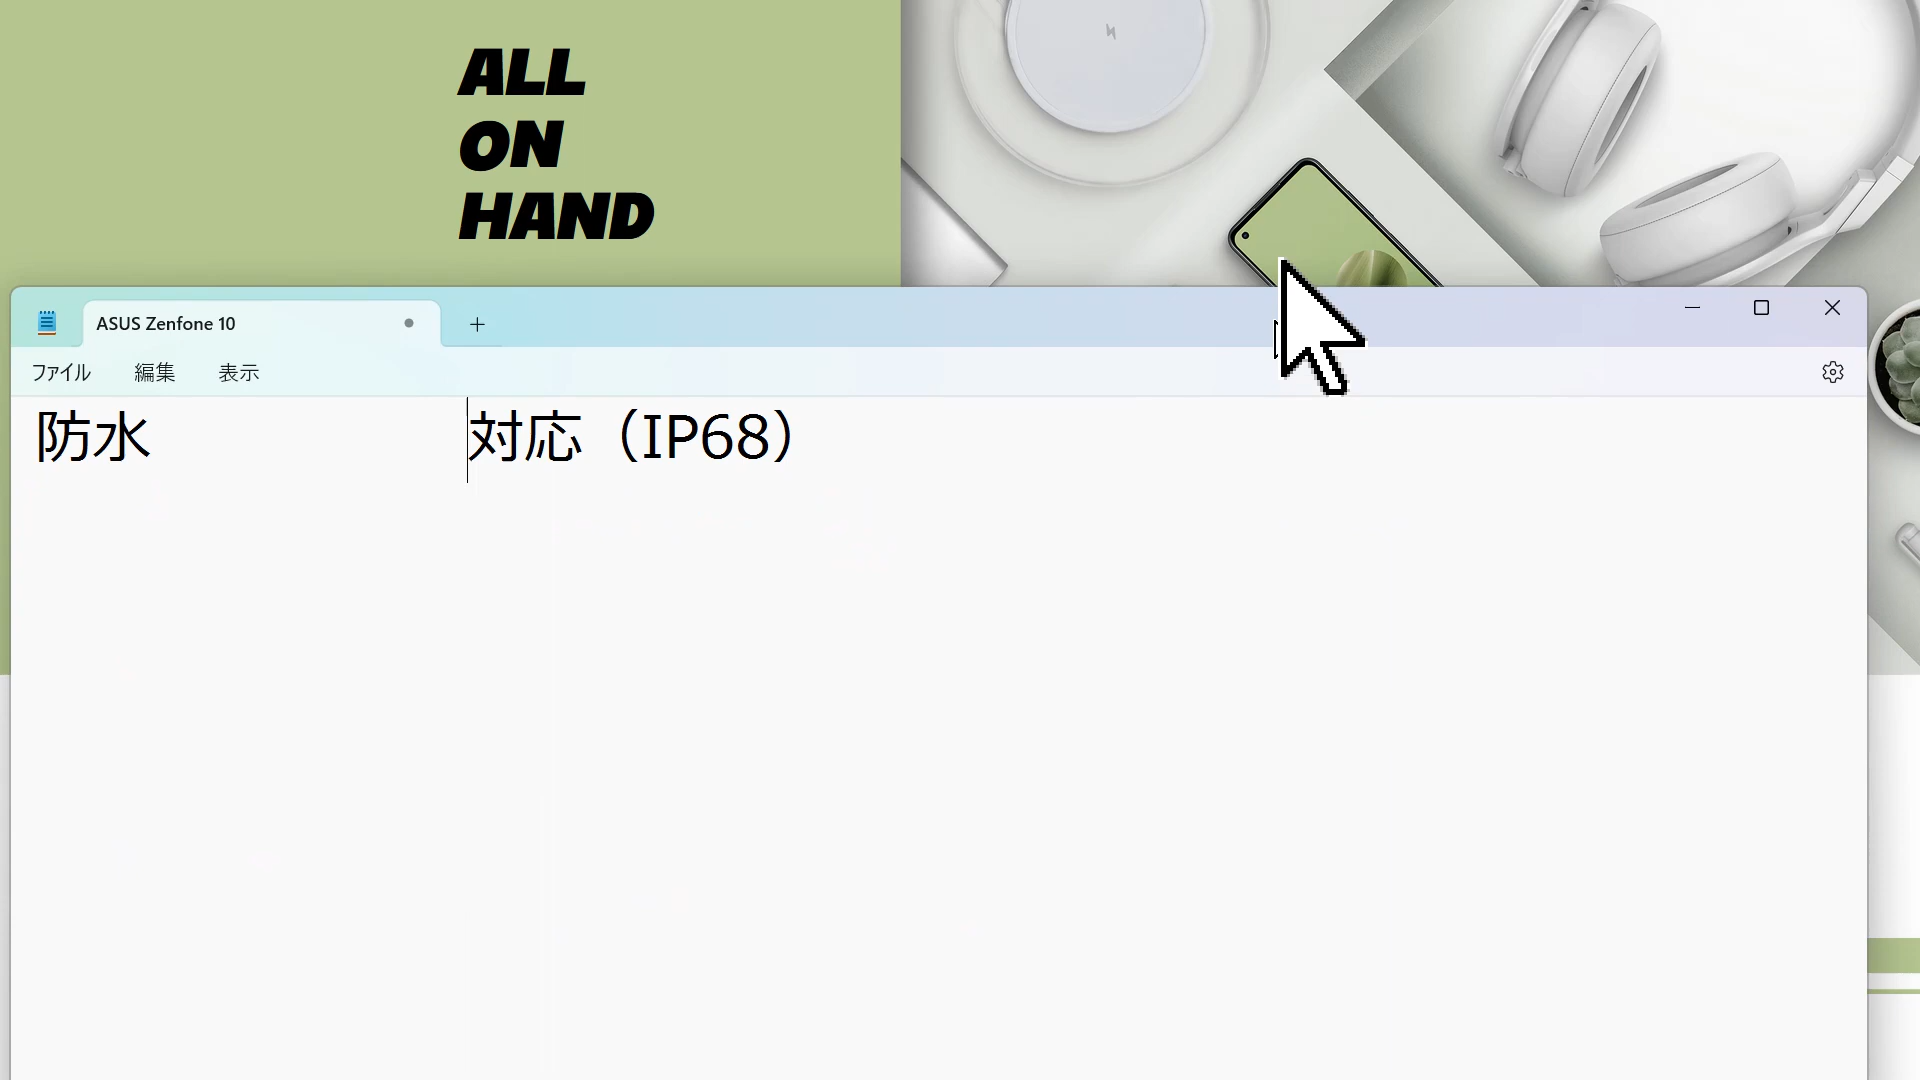 ALL
ON
HAND
ASUS Zenfone 10
ファイル 編集 表示
防水 対応（IP68）